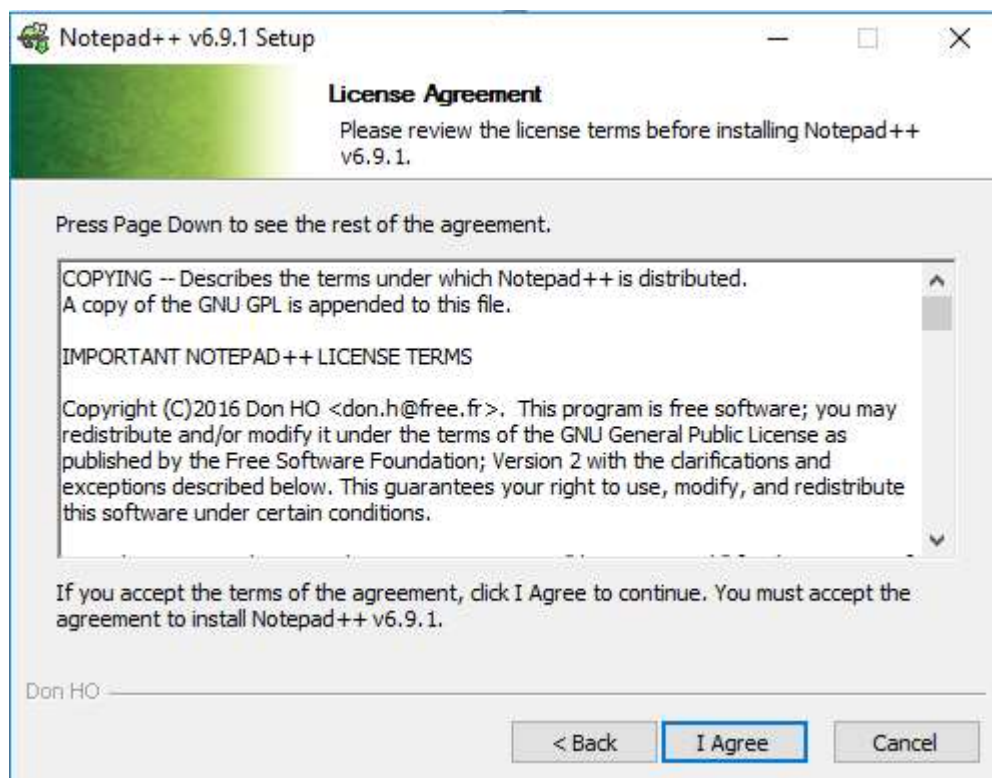 Notepad++ v6.9.1 Setup
License Agreement
Please review the license terms before installing Notepad++
v6.9.1.
Press Page Down to see the rest of the agreement.
COPYING -- Describes the terms under which Notepad++ is distributed.
A copy of the GNU GPL is appended to this file.
IMPORTANT NOTEPAD++ LICENSE TERMS
Copyright (C)2016 Don HO <don.h@free.fr>.  This program is free software; you may
redistribute and/or modify it under the terms of the GNU General Public License as
published by the Free Software Foundation; Version 2 with the clarifications and
exceptions described below. This guarantees your right to use, modify, and redistribute
this software under certain conditions.
If you accept the terms of the agreement, click I Agree to continue. You must accept the
agreement to install Notepad++ v6.9.1.
Don HO
< Back
I Agree
Cancel